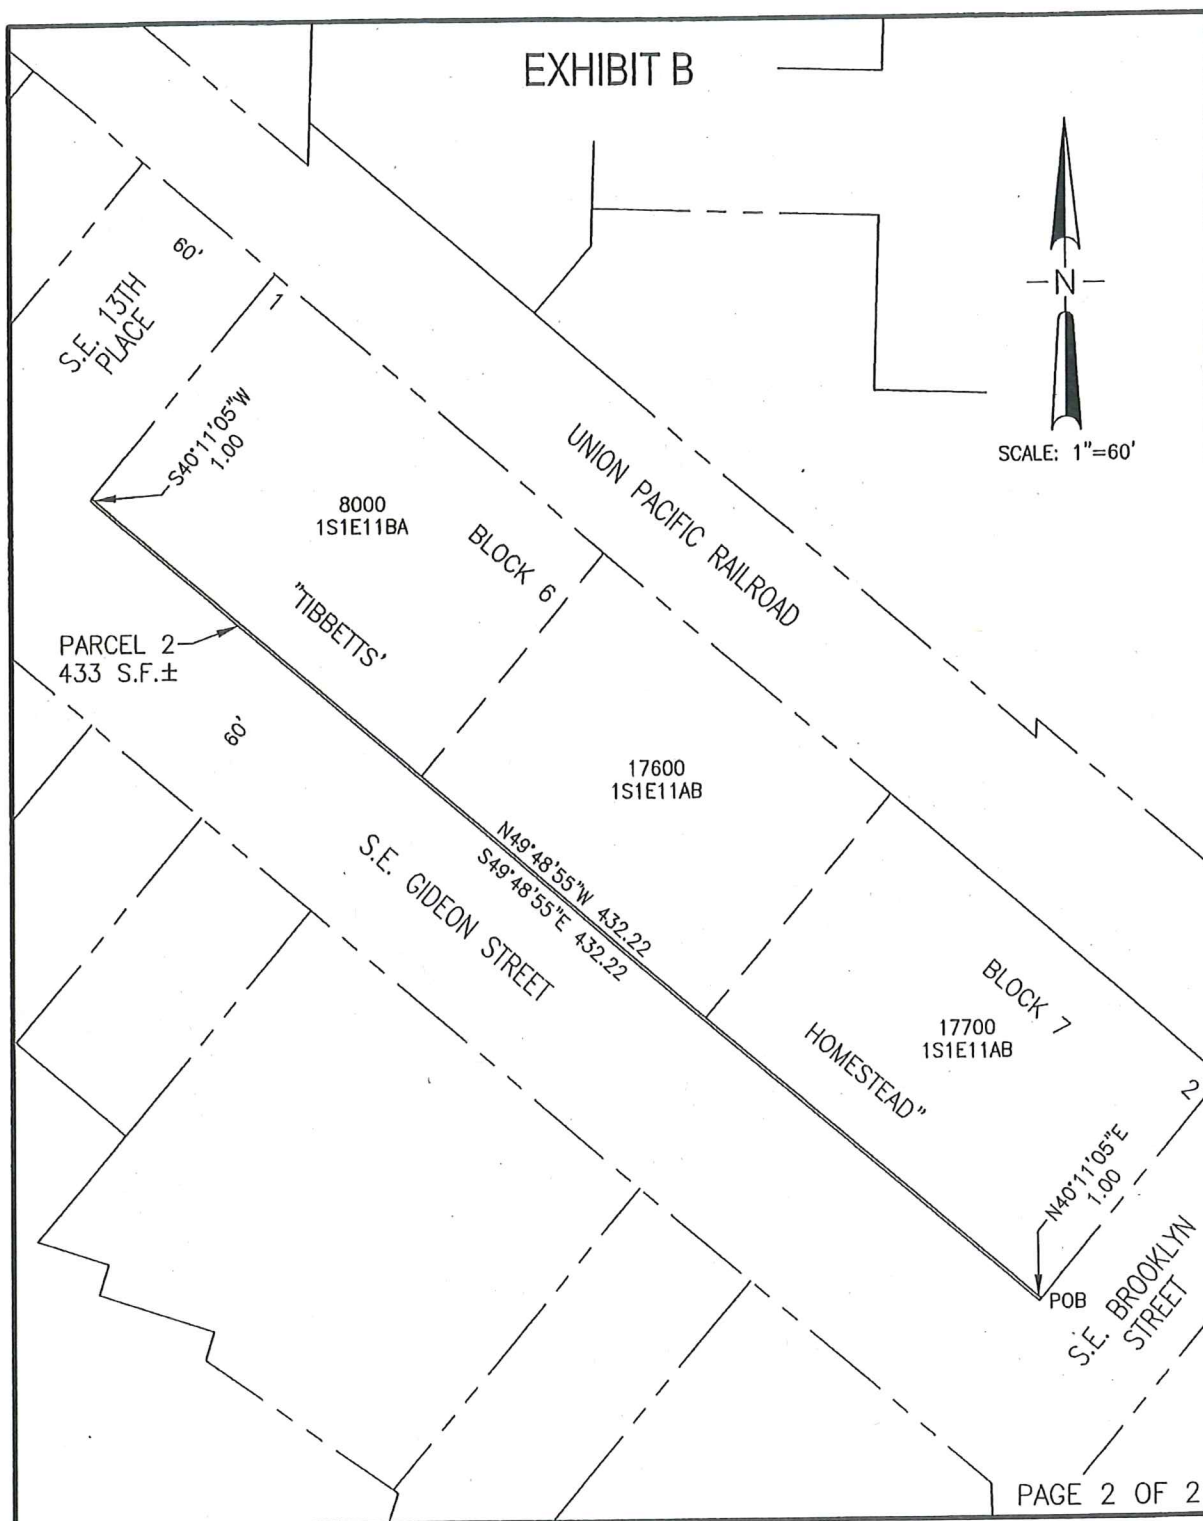 EXHIBIT B
N
SCALE: 1"=60'
60'
S.E. 13TH
PLACE
1
S40°11'05"W
1.00
8000
1S1E11BA
BLOCK 6
UNION PACIFIC RAILROAD
"TIBBETTS'
PARCEL 2
433 S.F.±
60'
17600
1S1E11AB
S.E. GIDEON STREET
N49°48'55"W 432.22
S49°48'55"E 432.22
BLOCK 7
17700
1S1E11AB
HOMESTEAD"
2
N40°11'05"E
1.00
POB
S.E. BROOKLYN
STREET
PAGE 2 OF 2